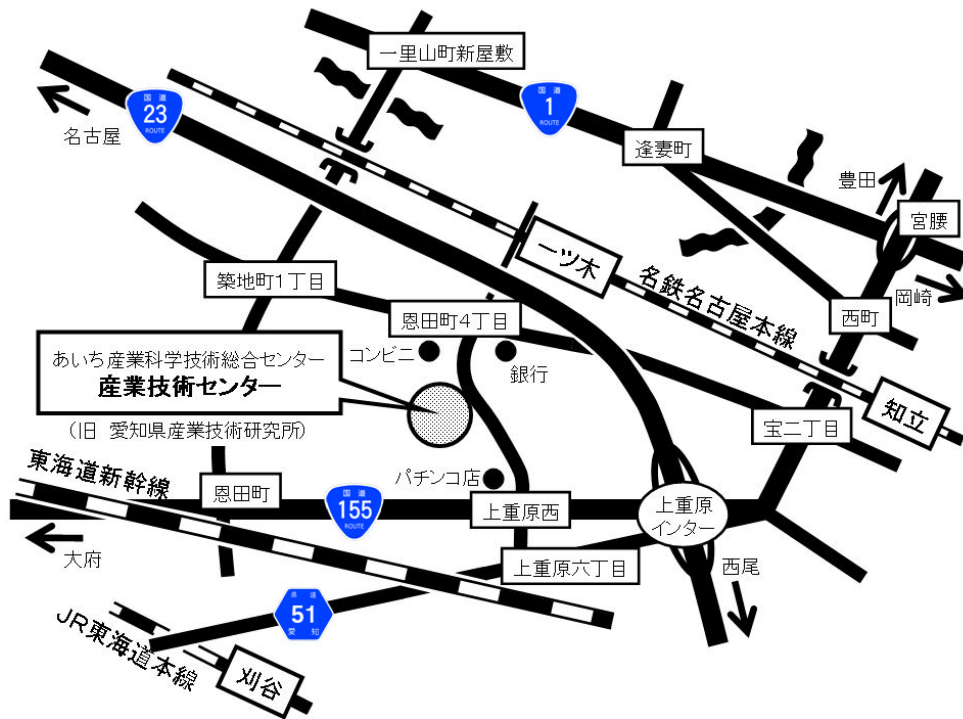 一里山町新屋敷
国道
23
ROUTE
国道
1
ROUTE
名古屋
逢妻町
豊田
宮腰
岡崎
一ツ木
名鉄名古屋本線
築地町1丁目
恩田町4丁目
西町
コンビニ
銀行
あいち産業科学技術総合センター
産業技術センター
(旧 愛知県産業技術研究所)
知立
宝二丁目
東海道新幹線
パチンコ店
恩田町
国道
155
ROUTE
上重原西
上重原
インター
大府
上重原六丁目
西尾
県道
51
愛知
JR東海道本線
刈谷